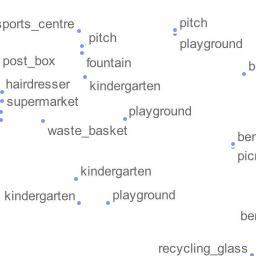 sports_centre
pitch
pitch
playground
post_box
fountain
hairdresser
kindergarten
supermarket
playground
waste_basket
kindergarten
kindergarten
playground
recycling_glass